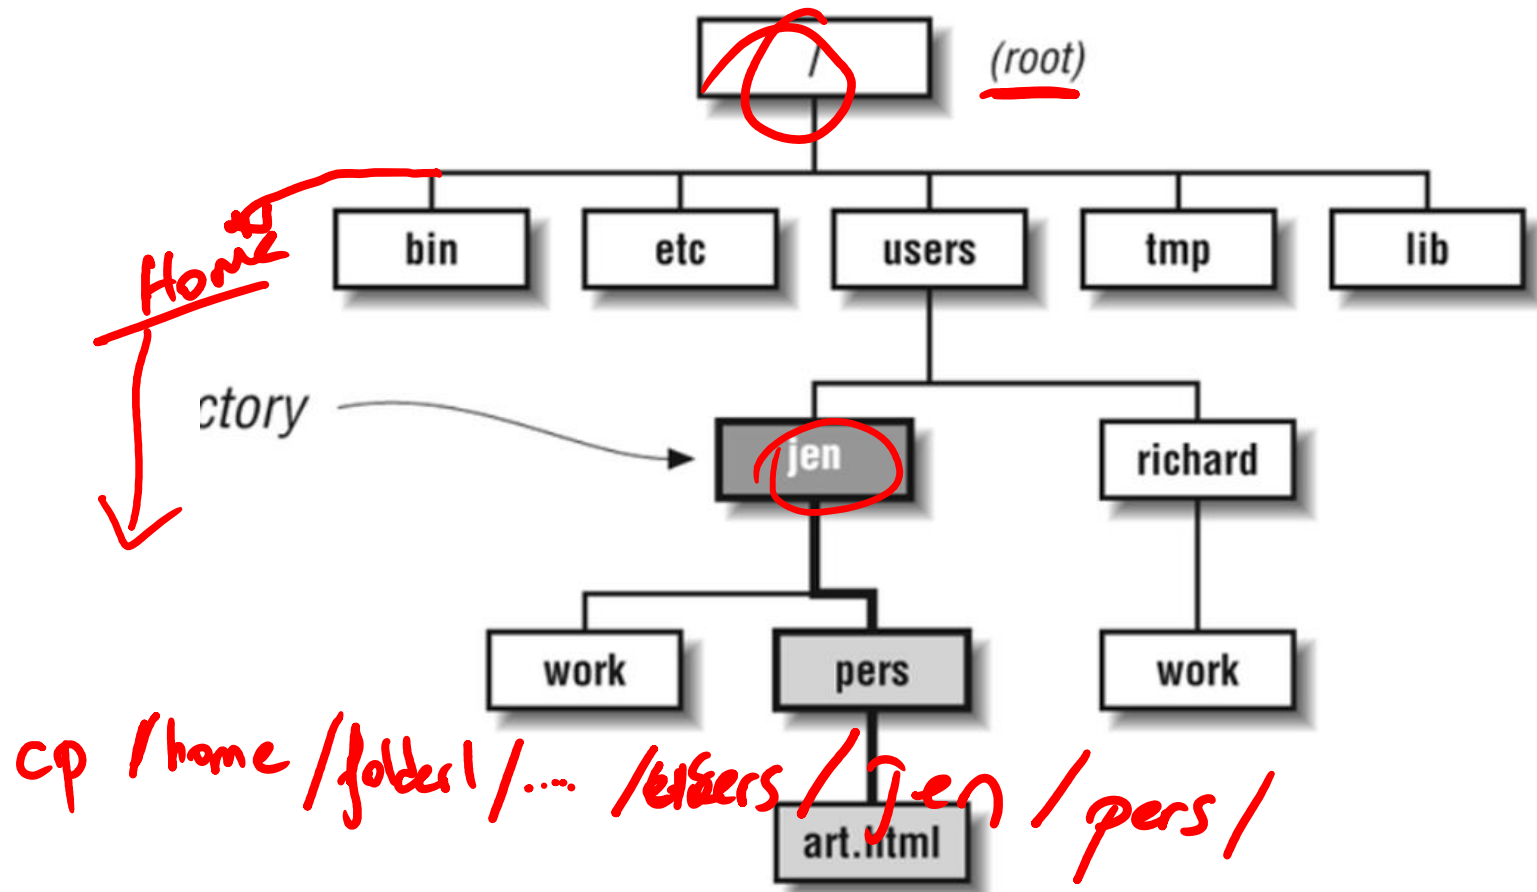 / (root)
bin etc users tmp lib
Home
ctory
jen richard
work pers work
cp /home /folder1 /.... /users / jen / pers /
art.html